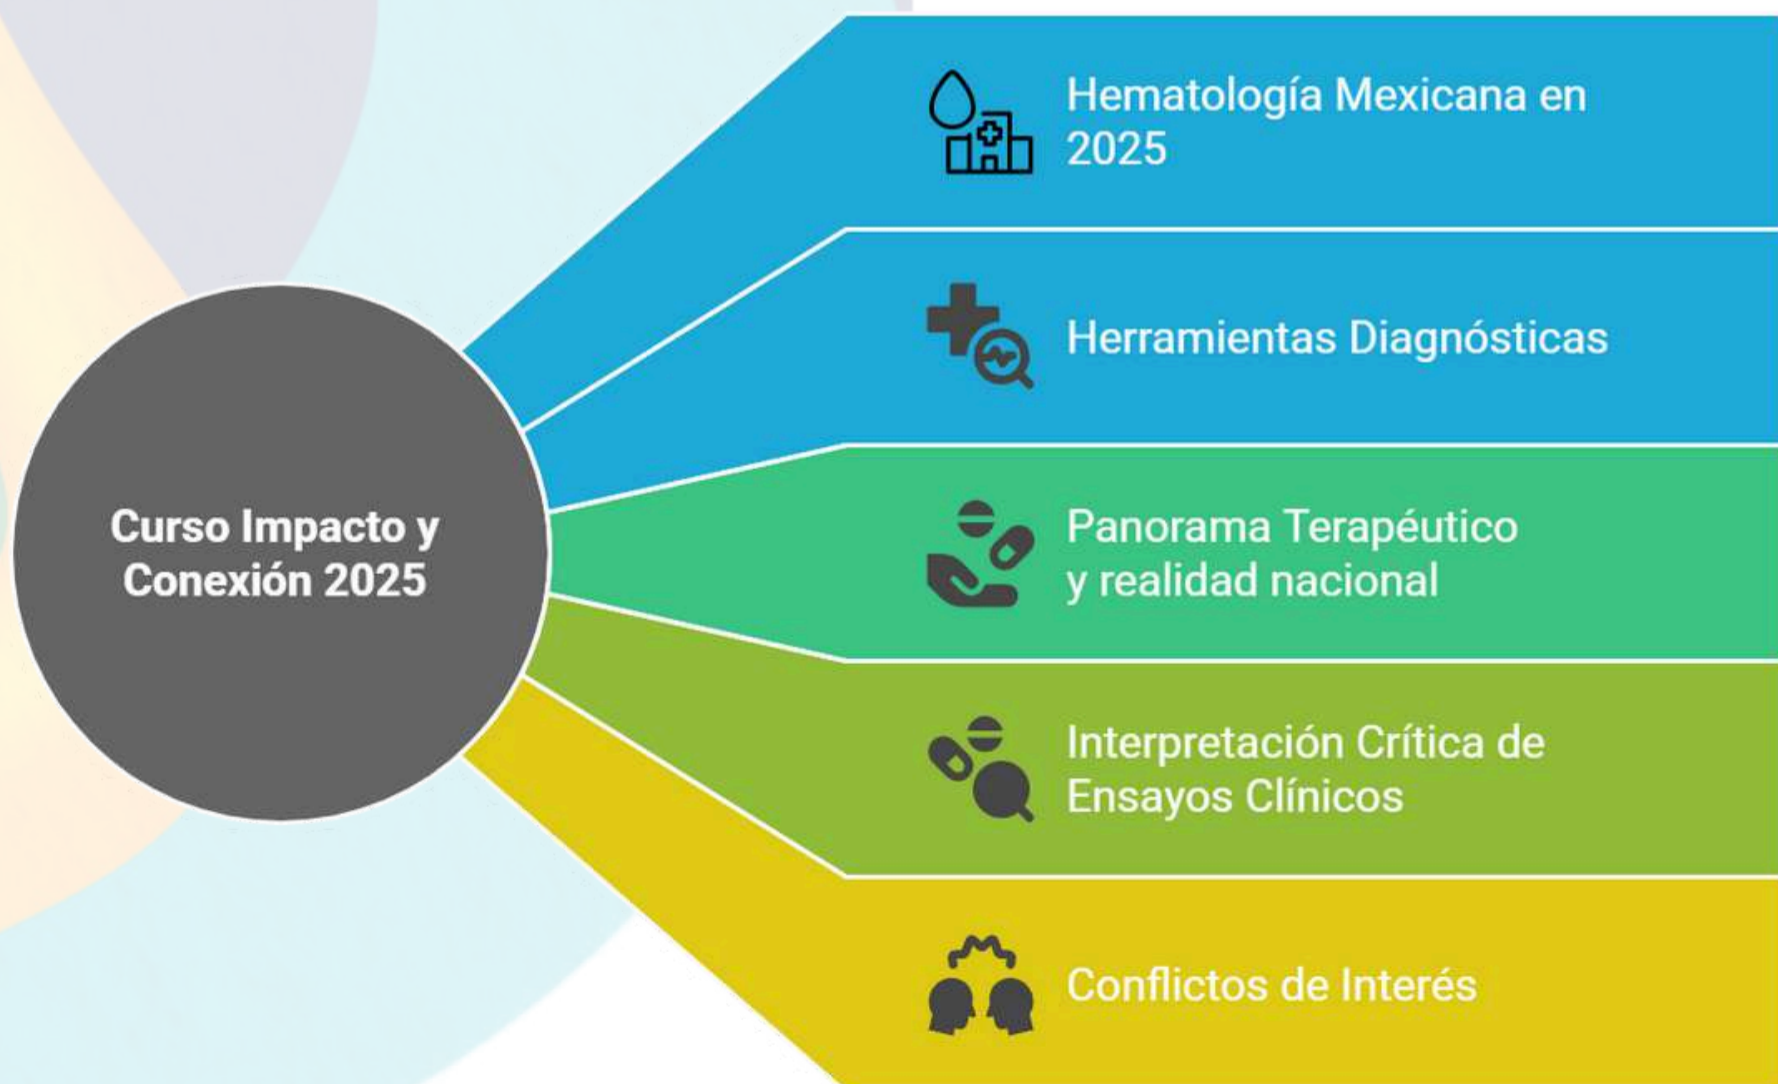 Curso Impacto y
Conexión 2025
Hematología Mexicana en
2025
Herramientas Diagnósticas
Panorama Terapéutico
y realidad nacional
Interpretación Crítica de
Ensayos Clínicos
Conflictos de Interés